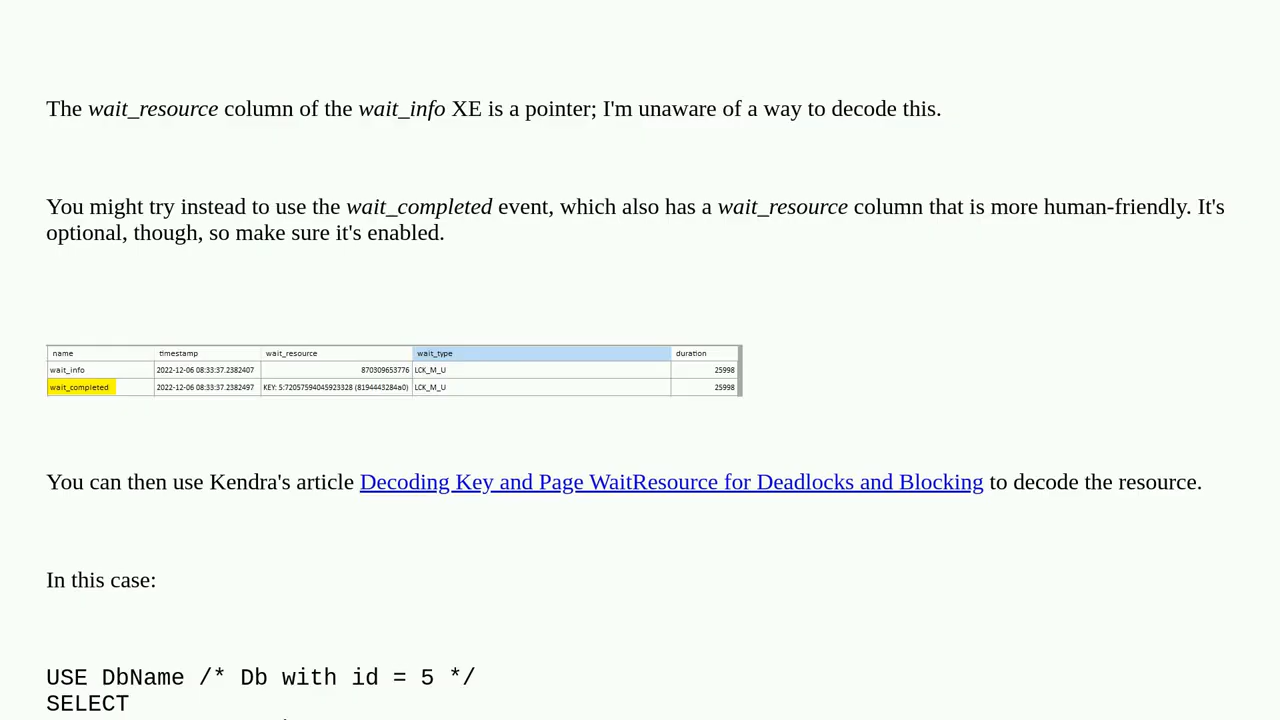 The wait_resource column of the wait_info XE is a pointer; I'm unaware of a way to decode this.
You might try instead to use the wait_completed event, which also has a wait_resource column that is more human-friendly. It's
optional, though, so make sure it's enabled.
name timestamp wait_resource wait_type duration
wait_info 2022-12-06 08:33:37.2382407 870309653776 LCK_M_U 25998
wait_completed 2022-12-06 08:33:37.2382497 KEY: 5:72057594045923328 (8194443284a0) LCK_M_U 25998
You can then use Kendra's article Decoding Key and Page WaitResource for Deadlocks and Blocking to decode the resource.
In this case:
USE DbName /* Db with id = 5 */
SELECT